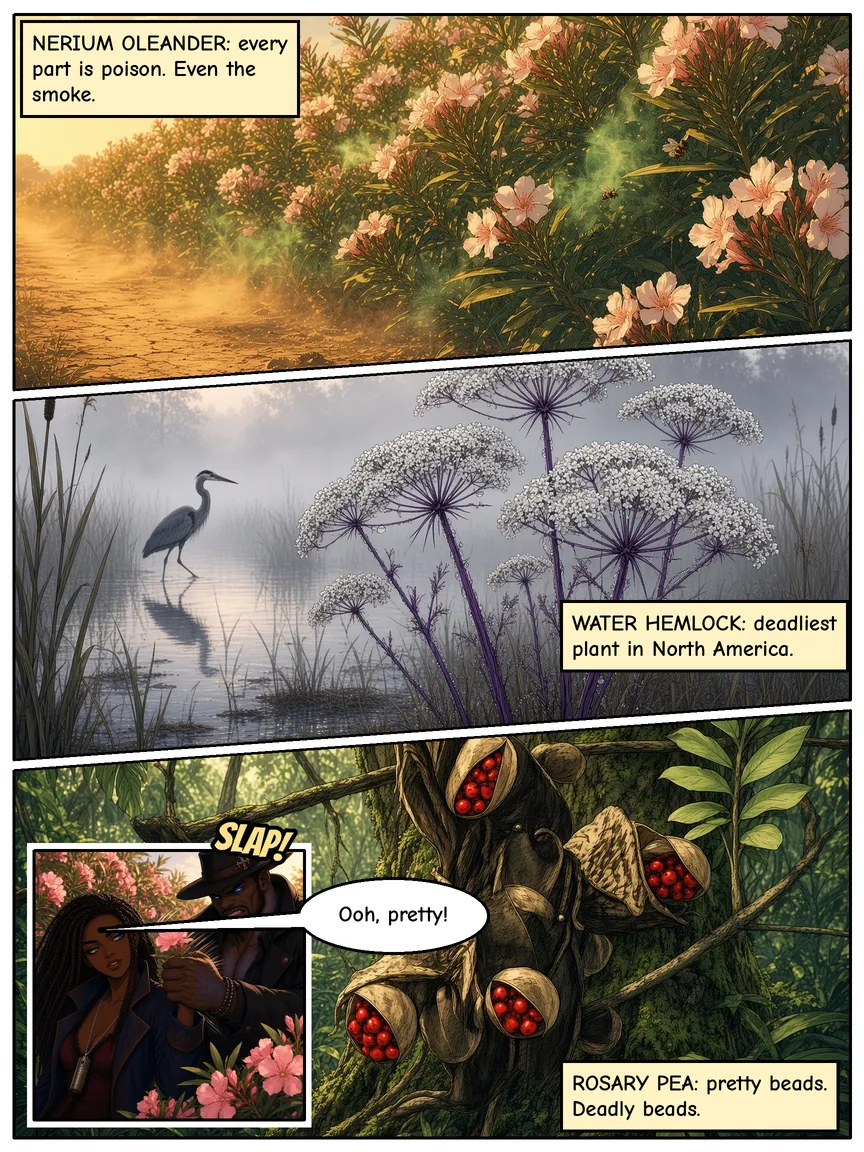 NERIUM OLEANDER: every
part is poison. Even the
smoke.
WATER HEMLOCK: deadliest
plant in North America.
SLAP!
Ooh, pretty!
ROSARY PEA: pretty beads.
Deadly beads.